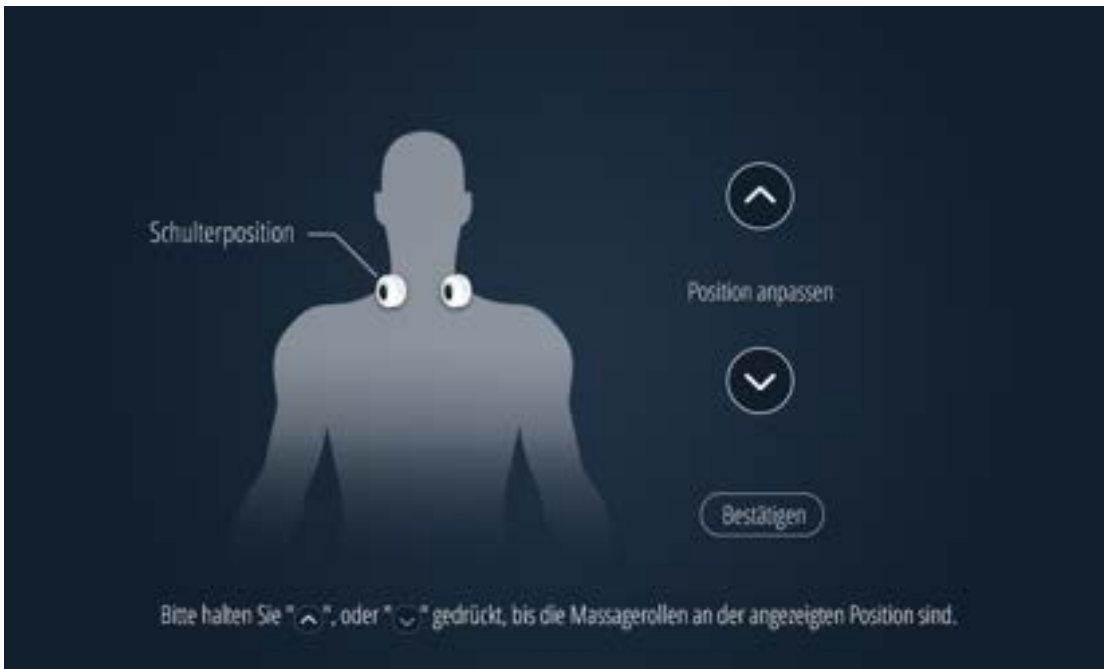 Schulterposition
Position anpassen
Bestätigen
Bitte halten Sie " ", oder " " gedrückt, bis die Massagerollen an der angezeigten Position sind.